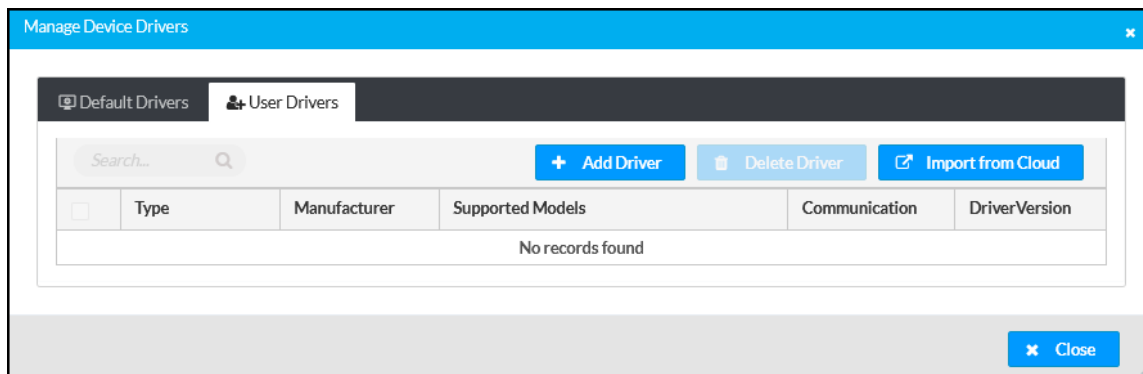 Manage Device Drivers
Default Drivers User Drivers
Search... Add Driver Delete Driver Import from Cloud
Type Manufacturer Supported Models Communication DriverVersion
No records found
Close